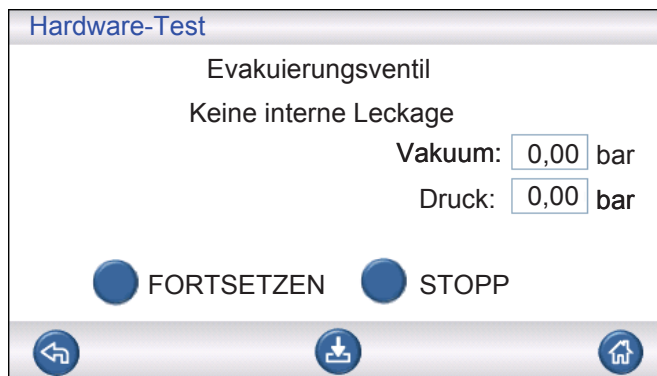 Hardware-Test
Evakuierungsventil
Keine interne Leckage
Vakuum: 0,00 bar
Druck: 0,00 bar
FORTSETZEN STOPP